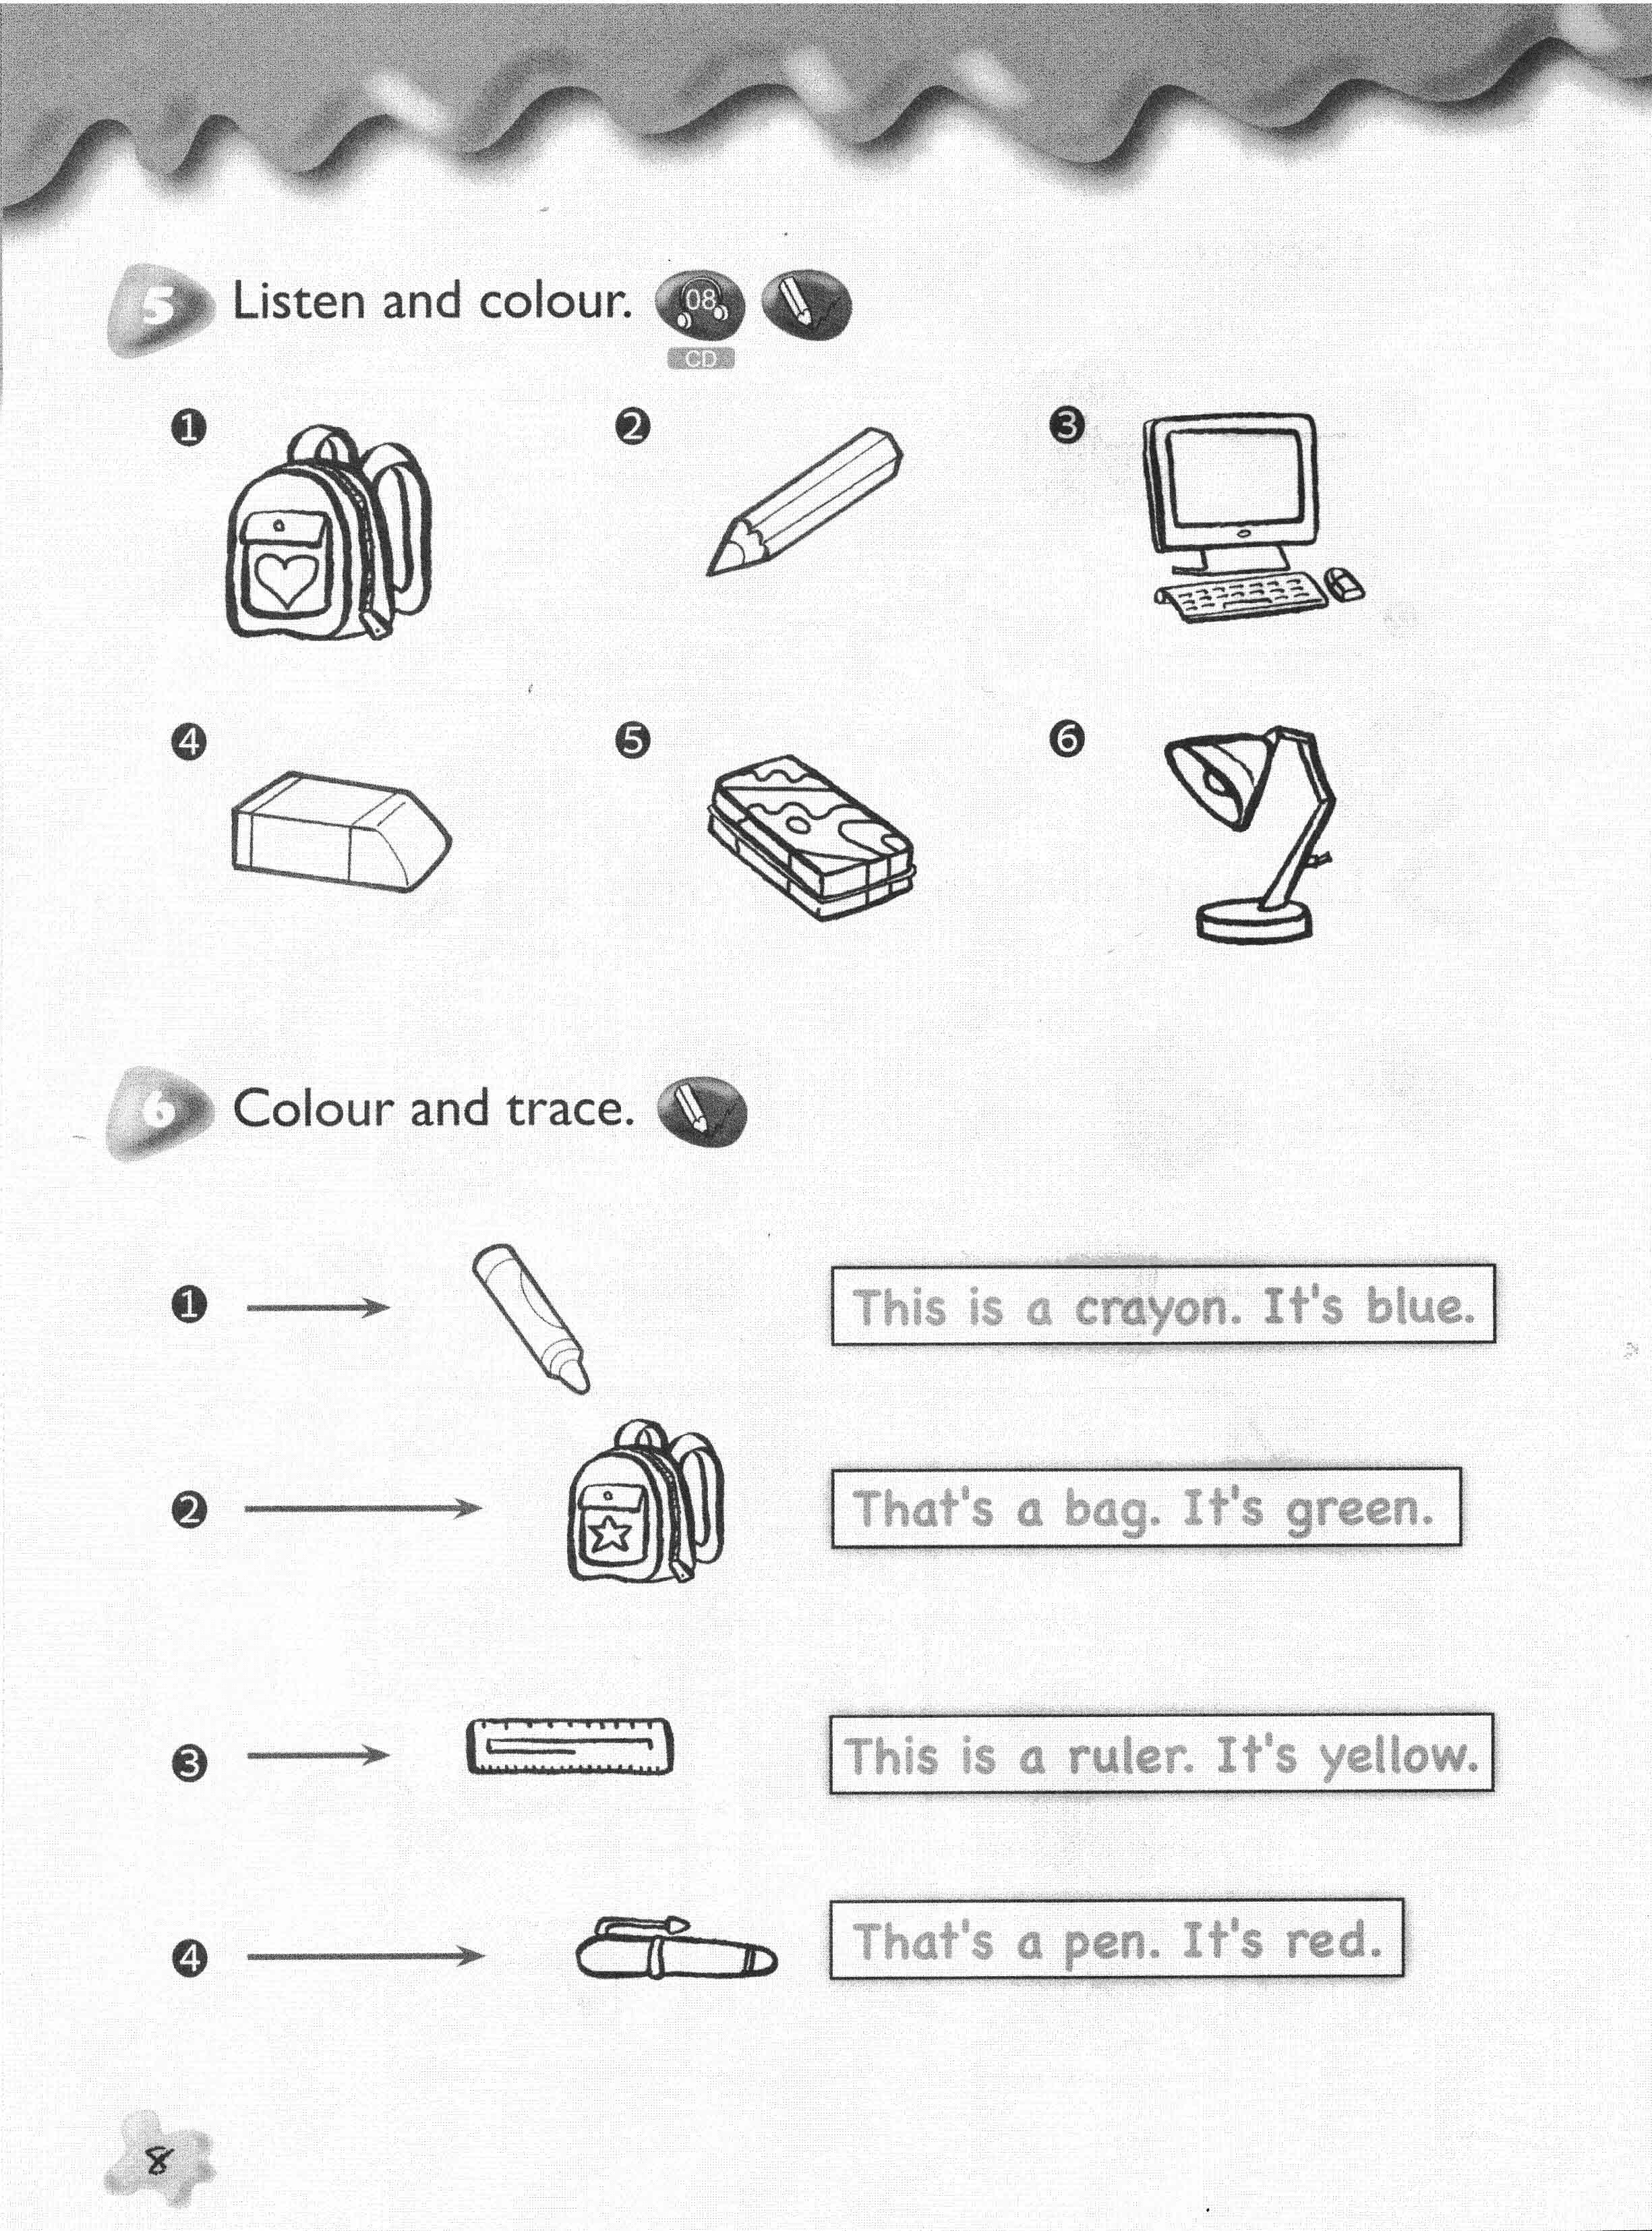 5 Listen and colour. 08
CD
1 2 3
4 5 6
6 Colour and trace.
1 This is a crayon. It's blue.
2 That's a bag. It's green.
3 This is a ruler. It's yellow.
4 That's a pen. It's red.
8